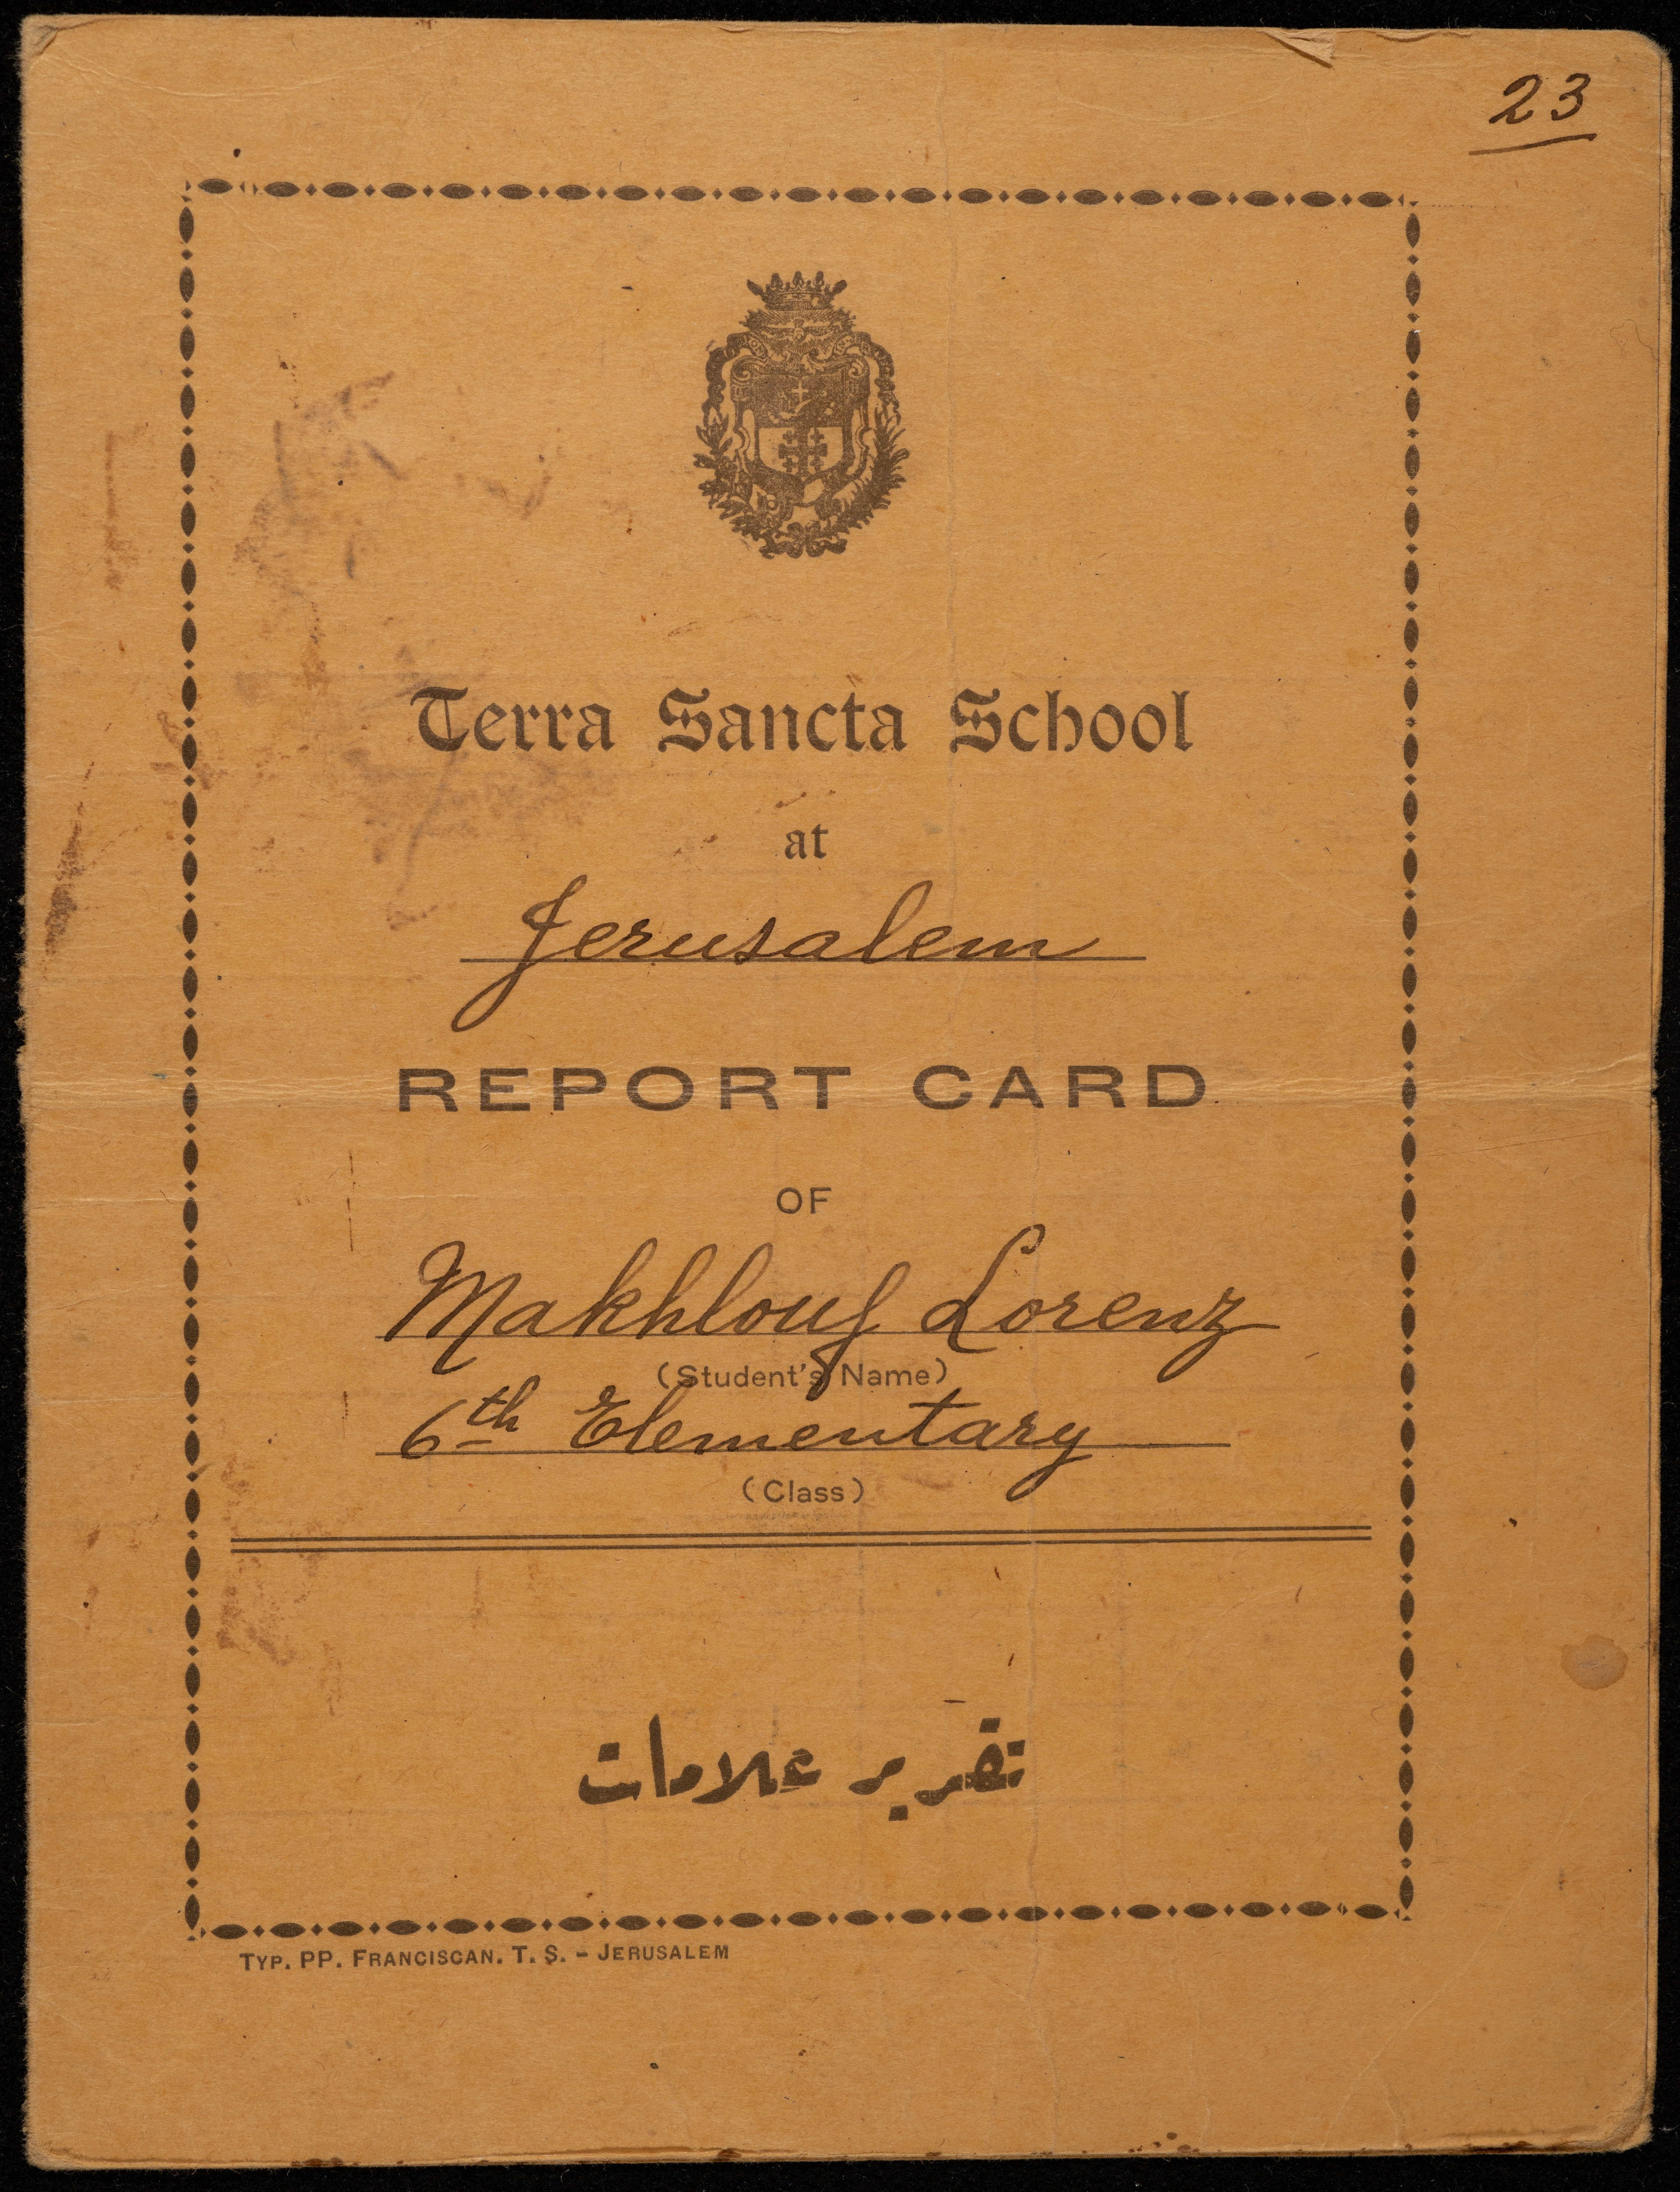 23
Terra Sancta School
at
Jerusalem
REPORT CARD
OF
Makhlouf Lorenz
(Student's Name)
6th Elementary
(Class)
تقرير علامات
TYP. PP. FRANCISCAN. T. S. - JERUSALEM